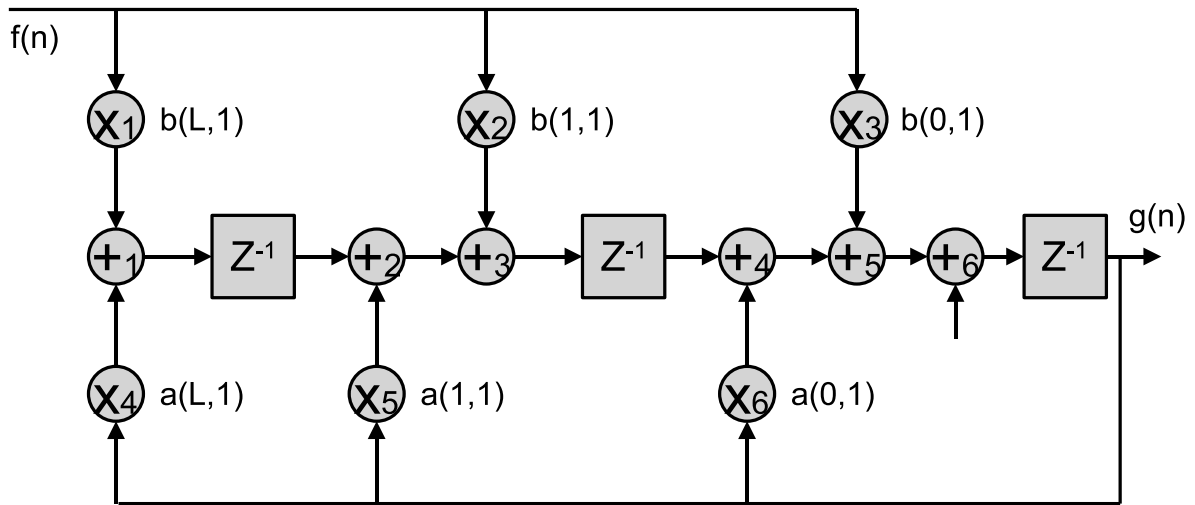 f(n)
X1 b(L,1) X2 b(1,1) X3 b(0,1)
g(n)
+1 Z-1 +2 +3 Z-1 +4 +5 +6 Z-1
X4 a(L,1) X5 a(1,1) X6 a(0,1)